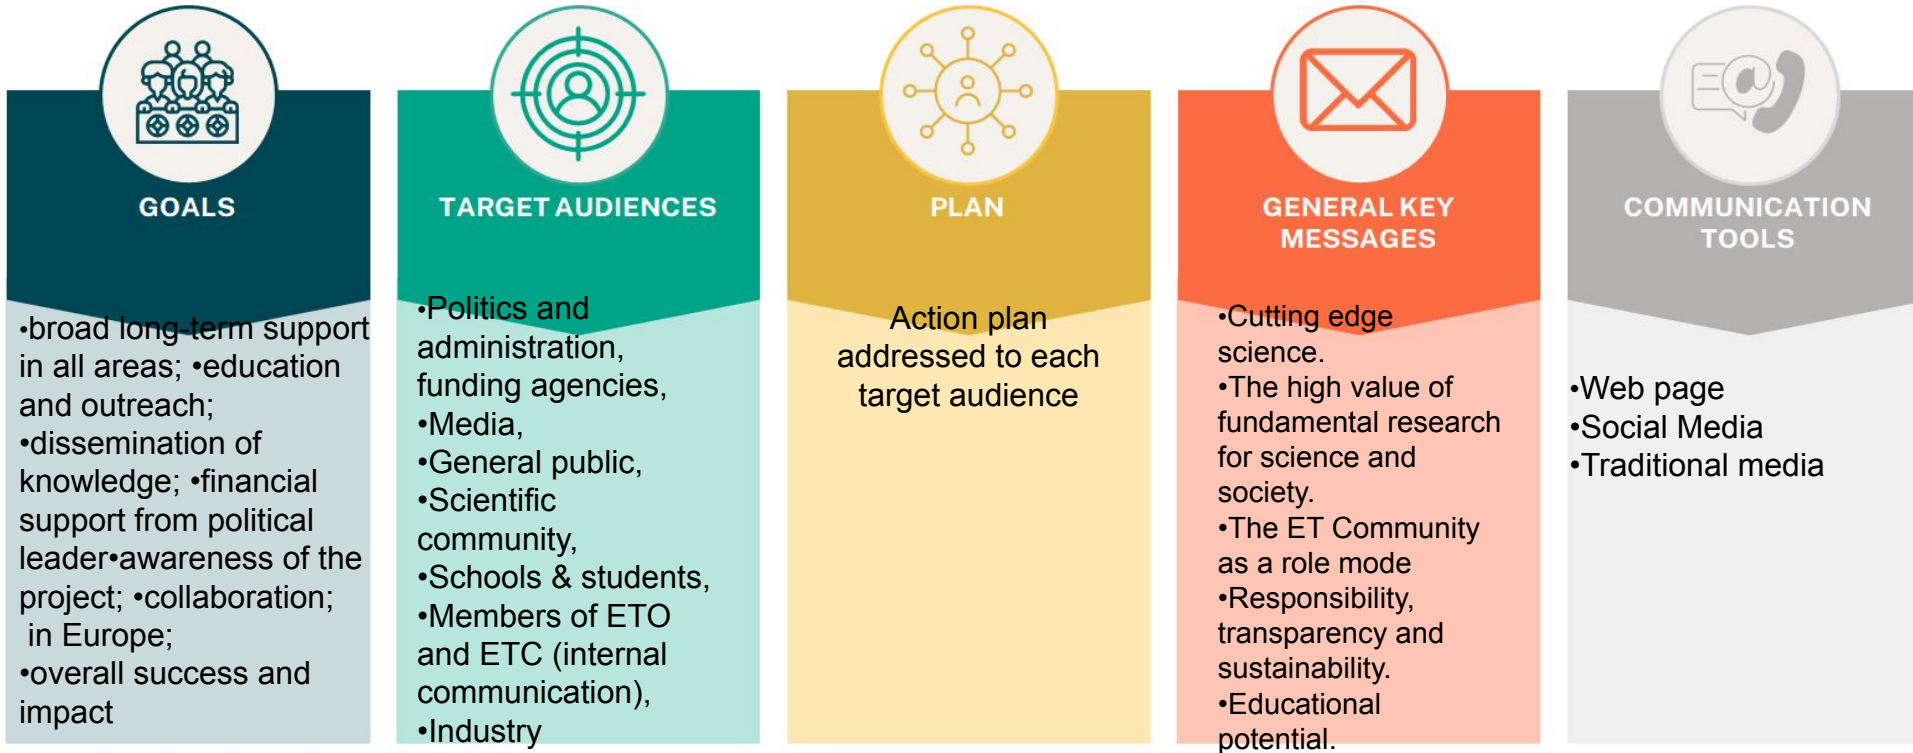 GOALS
•broad long-term support
in all areas; •education
and outreach;
•dissemination of
knowledge; •financial
support from political
leader•awareness of the
project; •collaboration;
in Europe;
•overall success and
impact
TARGET AUDIENCES
•Politics and
administration,
funding agencies,
•Media,
•General public,
•Scientific
community,
•Schools & students,
•Members of ETO
and ETC (internal
communication),
•Industry
PLAN
Action plan
addressed to each
target audience
GENERAL KEY
MESSAGES
•Cutting edge
science.
•The high value of
fundamental research
for science and
society.
•The ET Community
as a role mode
•Responsibility,
transparency and
sustainability.
•Educational
potential.
COMMUNICATION
TOOLS
•Web page
•Social Media
•Traditional media